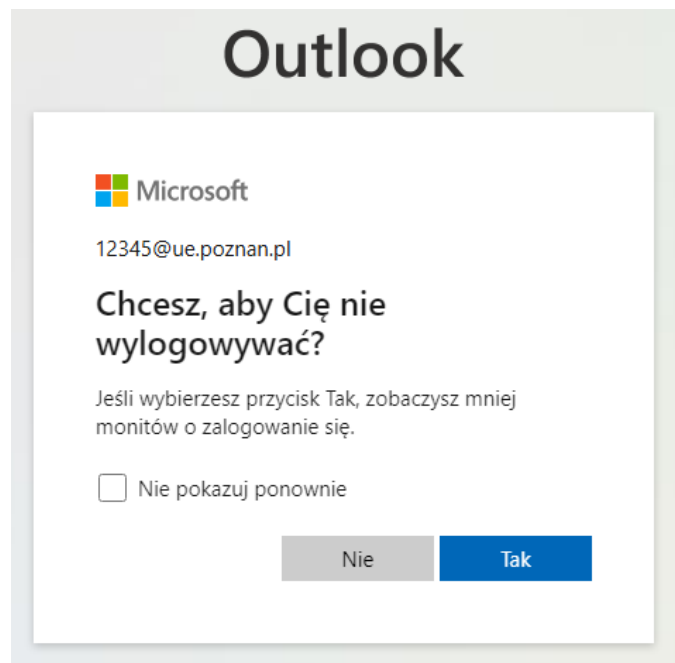 Outlook
Microsoft
12345@ue.poznan.pl
Chcesz, aby Cię nie
wylogowywać?
Jeśli wybierzesz przycisk Tak, zobaczysz mniej
monitów o zalogowanie się.
Nie pokazuj ponownie
Nie Tak